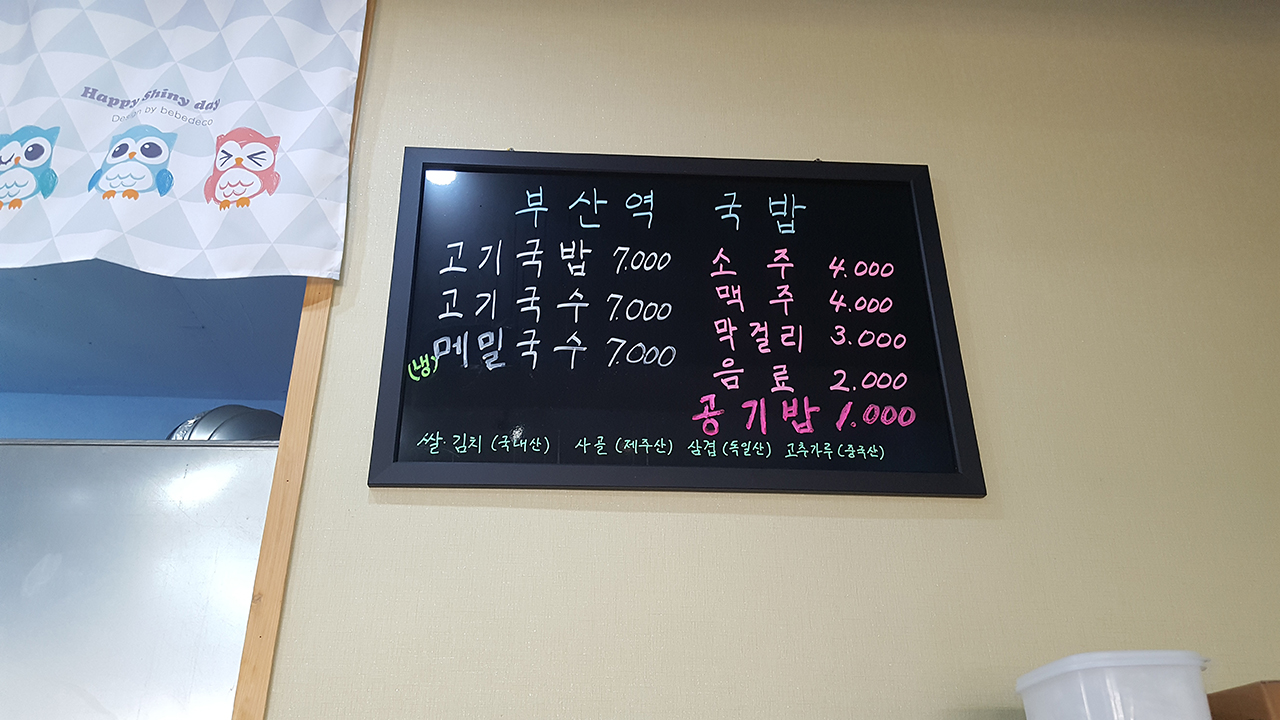 Happy shiny day
Design by bebedeco
부산역 국밥
고기국밥 7.000
고기국수 7.000
(냉) 메밀국수 7.000
소주 4.000
맥주 4.000
막걸리 3.000
음료 2.000
공기밥 1.000
쌀·김치 (국내산) 사골 (제주산) 삼겹 (독일산) 고추가루 (중국산)